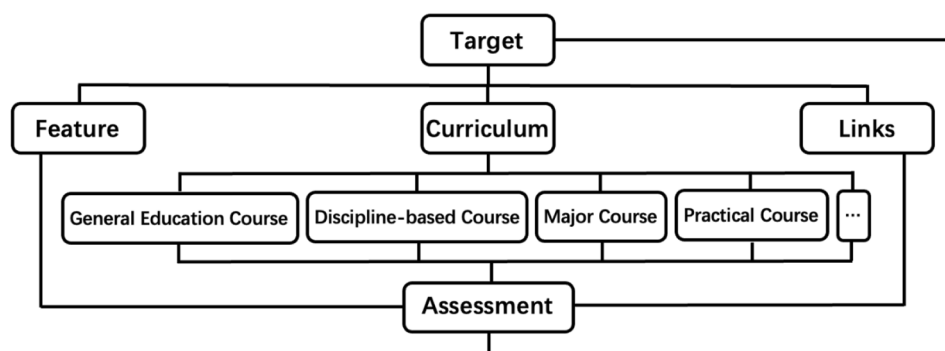 Target
Feature
Curriculum
Links
General Education Course
Discipline-based Course
Major Course
Practical Course
...
Assessment